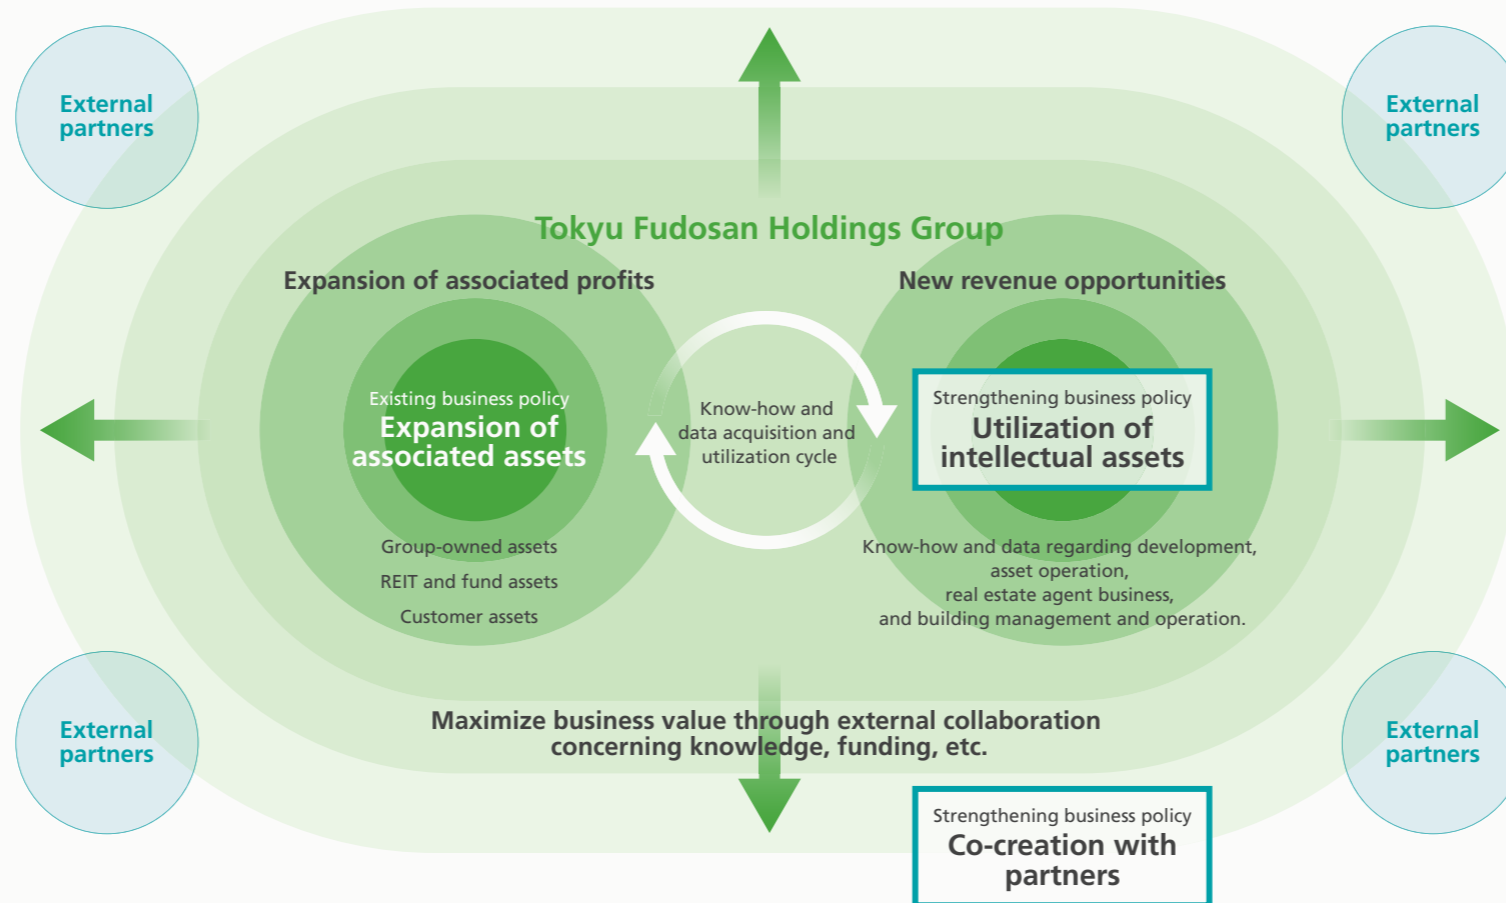 External
partners
External
partners
Tokyu Fudosan Holdings Group
Expansion of associated profits
New revenue opportunities
Existing business policy
Expansion of
associated assets
Know-how and
data acquisition and
utilization cycle
Strengthening business policy
Utilization of
intellectual assets
Group-owned assets
REIT and fund assets
Customer assets
Know-how and data regarding development,
asset operation,
real estate agent business,
and building management and operation.
External
partners
Maximize business value through external collaboration
concerning knowledge, funding, etc.
External
partners
Strengthening business policy
Co-creation with
partners